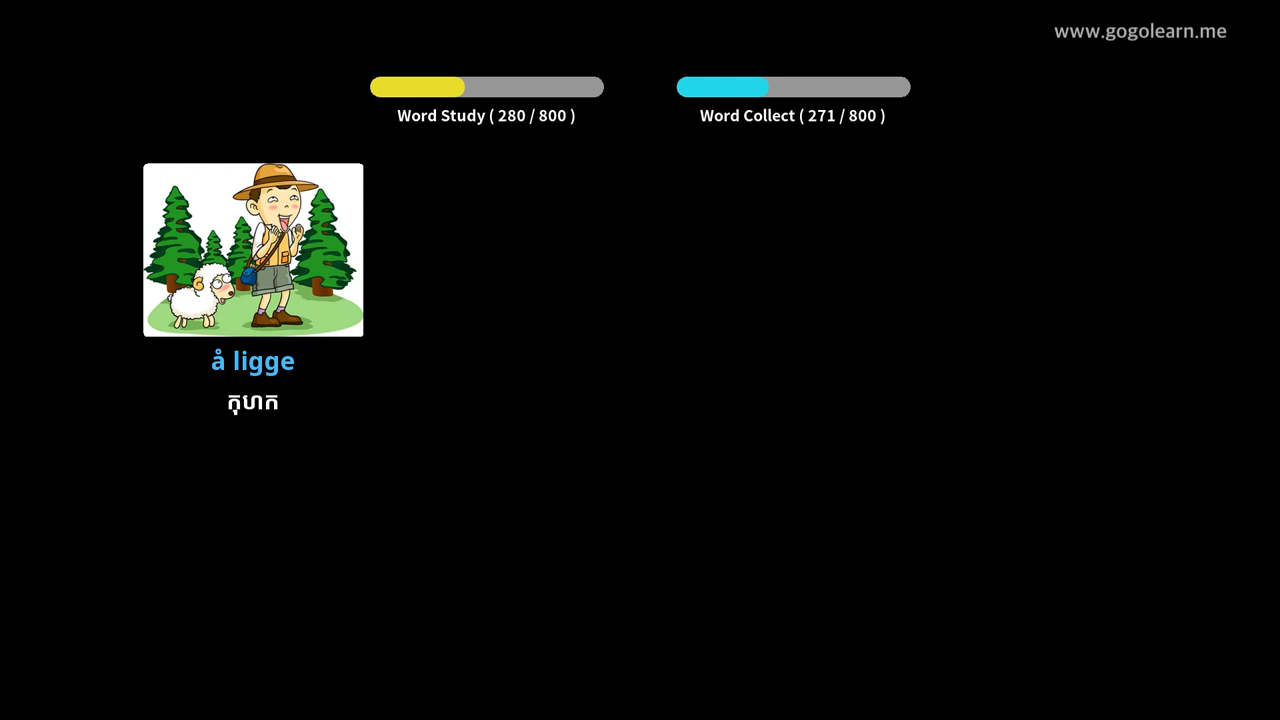 www.gogolearn.me
Word Study ( 280 / 800 )
Word Collect ( 271 / 800 )
å ligge
កុហក